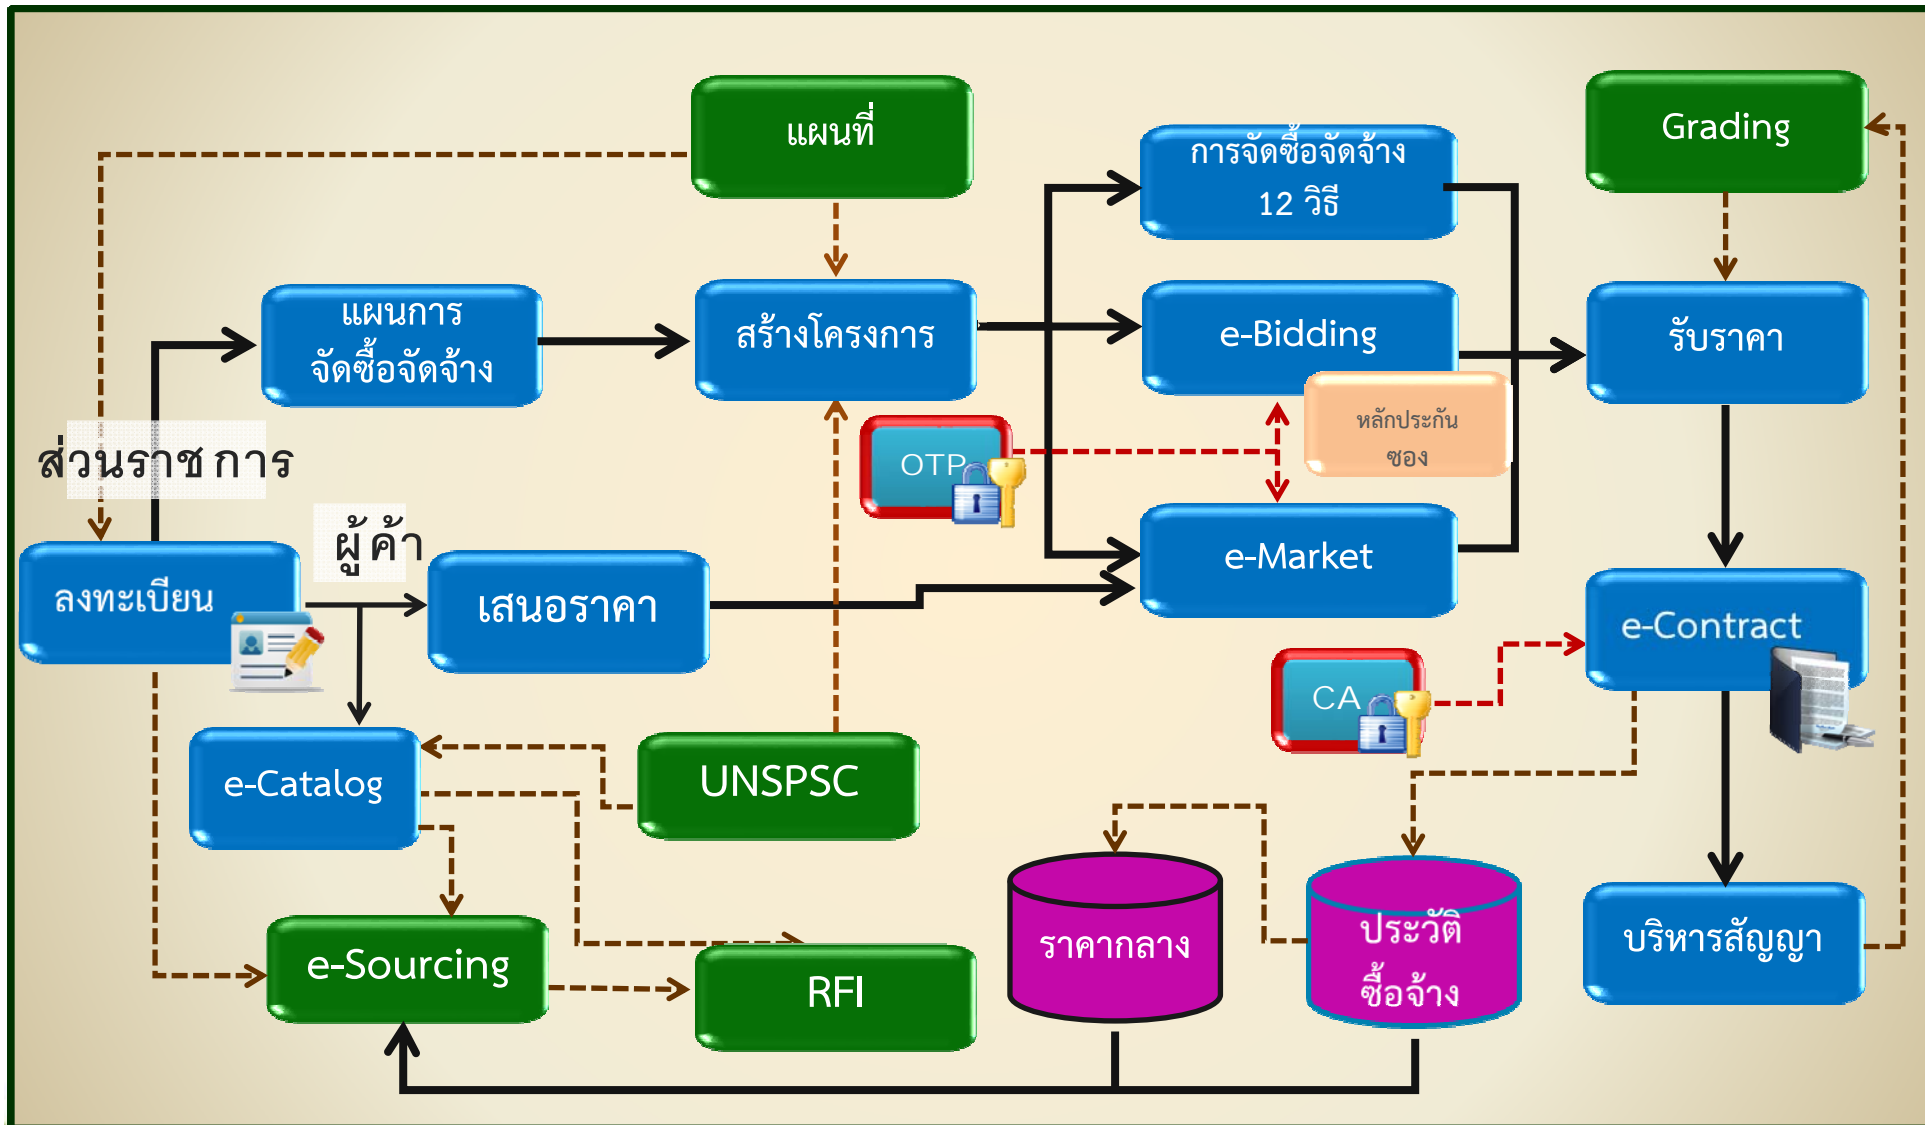 แผนที่
Grading
การจัดซื้อจัดจ้าง
12 วิธี
แผนการ
จัดซื้อจัดจ้าง
สร้างโครงการ
e-Bidding
รับราคา
หลักประกัน
ซอง
ส่วนราช การ
OTP
ผู้ ค้า
e-Market
ลงทะเบียน
เสนอราคา
e-Contract
CA
e-Catalog
UNSPSC
e-Sourcing
RFI
ราคากลาง
ประวัติ
ซื้อจ้าง
บริหารสัญญา